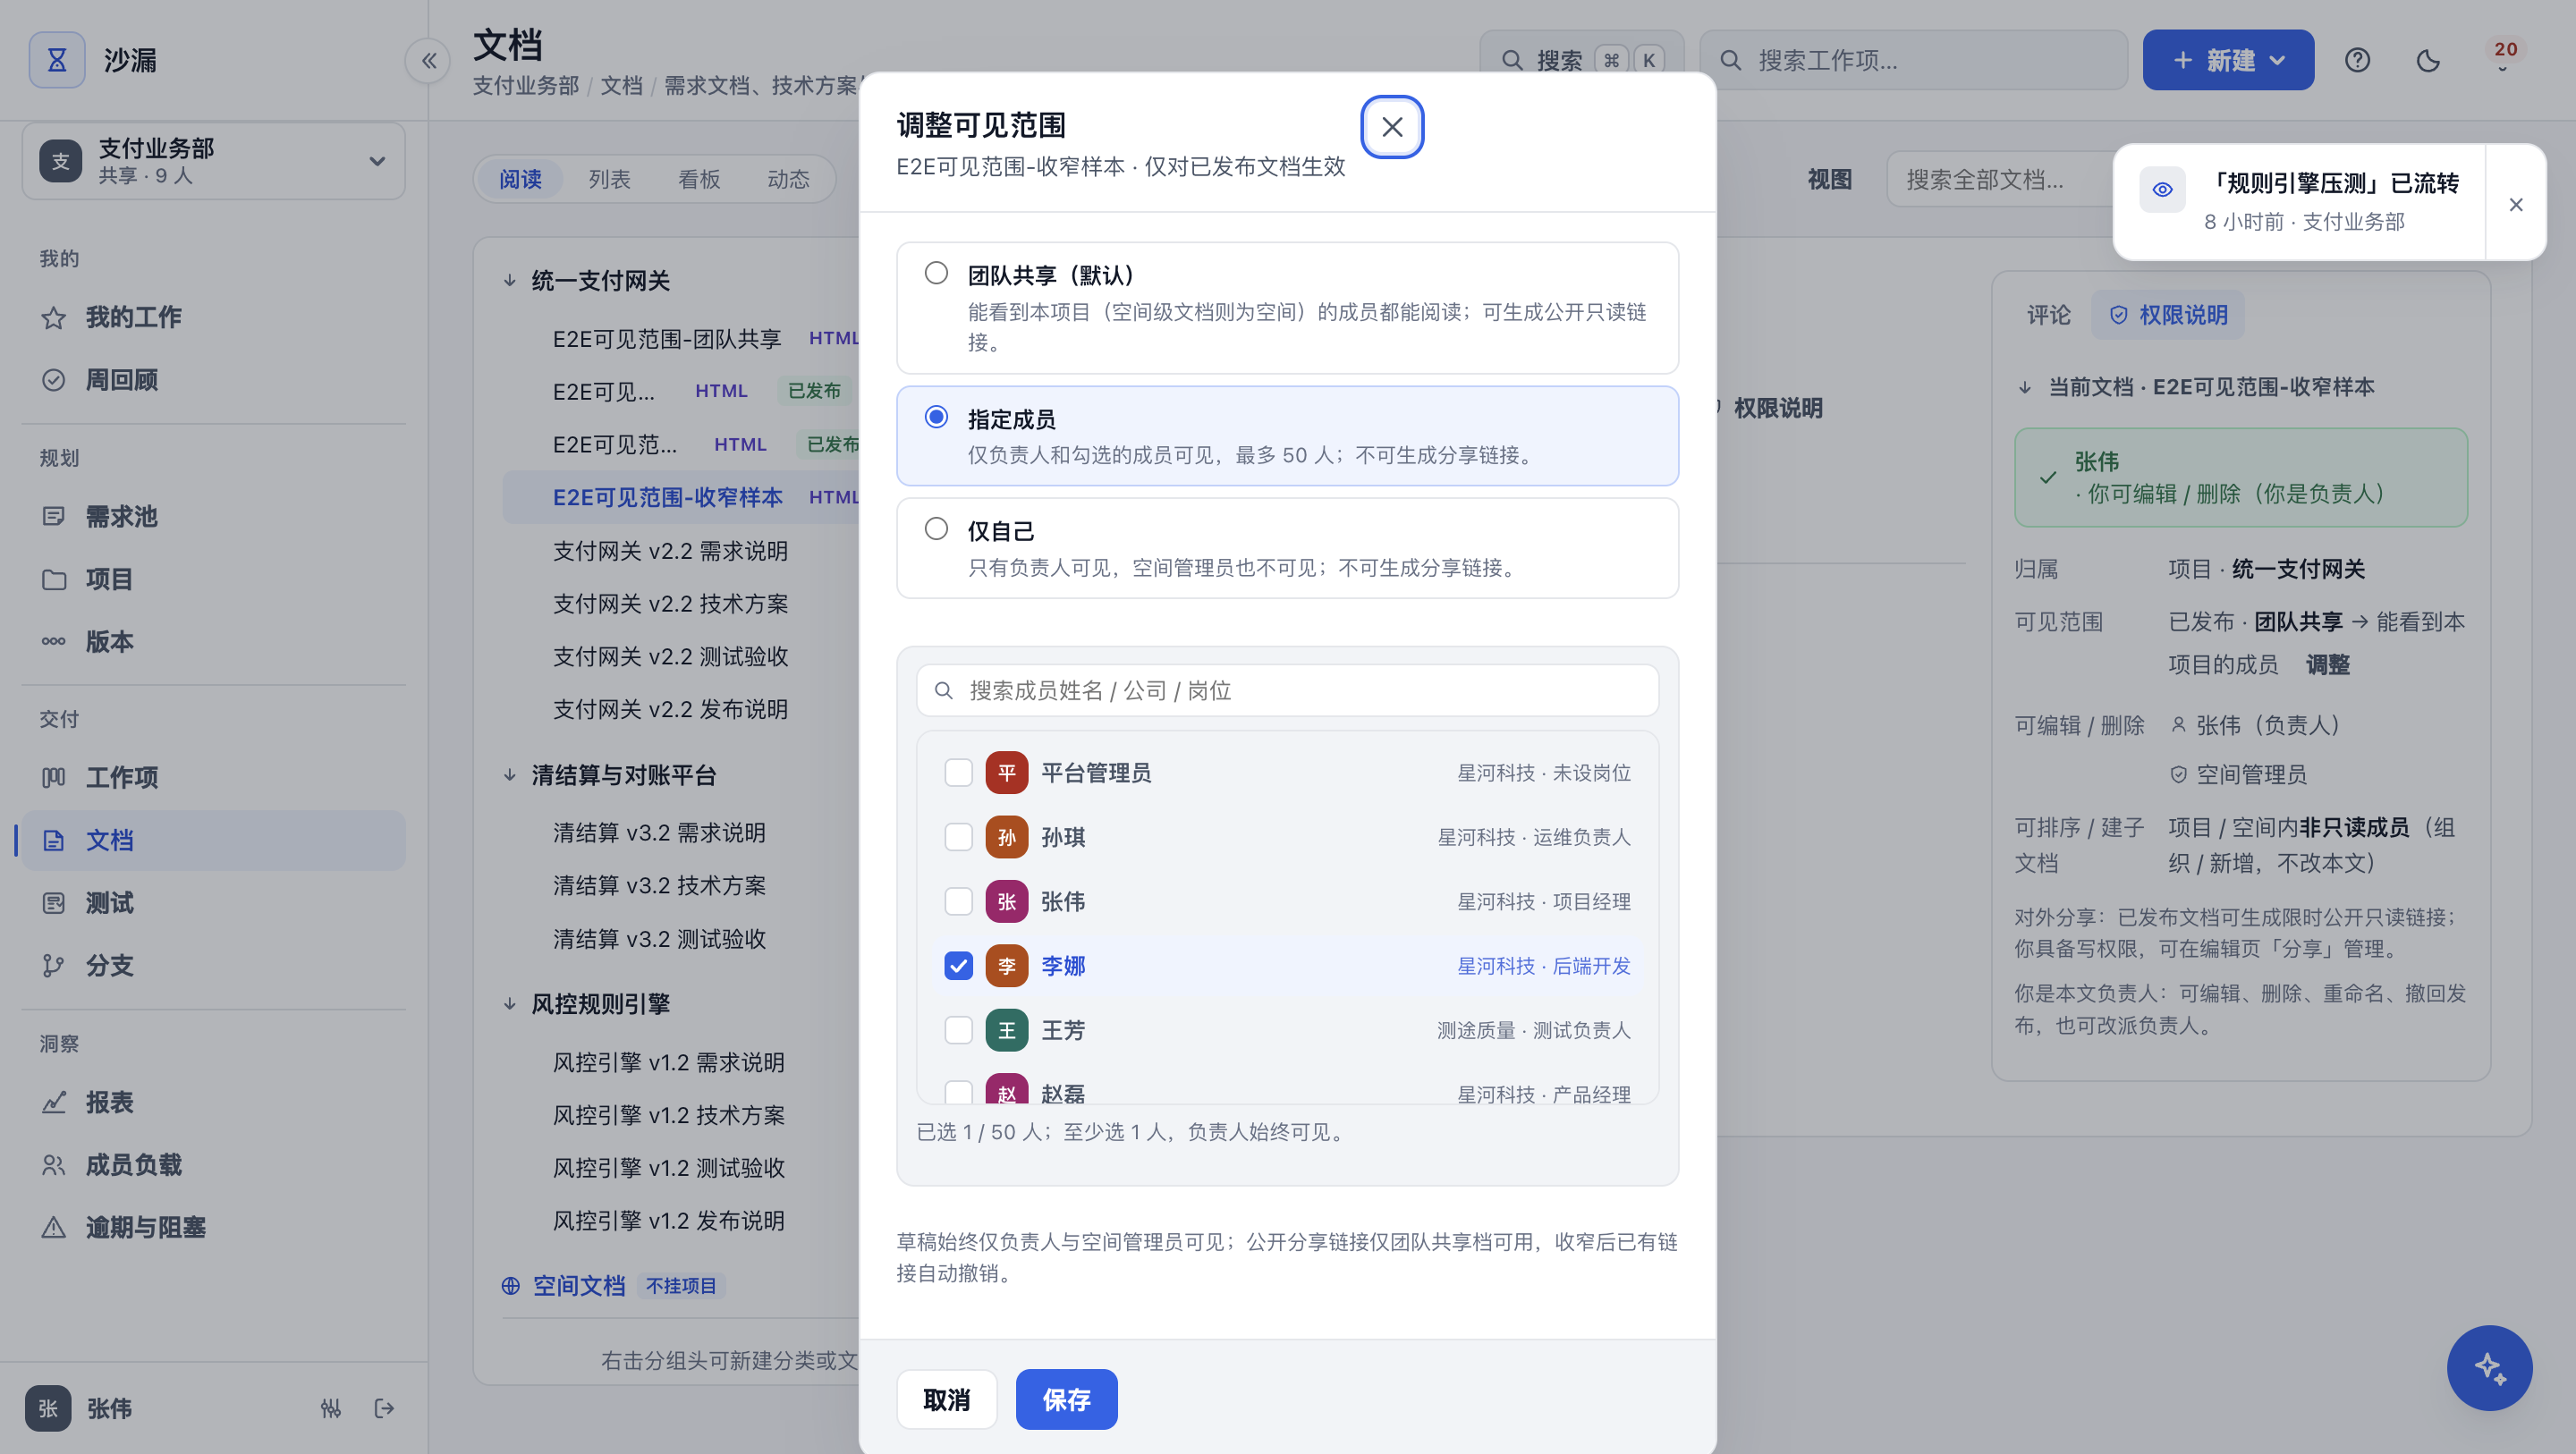 沙漏
支付业务部
共享 · 9 人
我的
我的工作
周回顾
规划
需求池
项目
版本
交付
工作项
文档
测试
分支
洞察
报表
成员负载
逾期与阻塞
张 张伟
文档
支付业务部 / 文档 / 需求文档、技术方案
搜索 ⌘ K
搜索工作项...
+ 新建
20
阅读 列表 看板 动态
视图
搜索全部文档...
「规则引擎压测」已流转
8 小时前 · 支付业务部
统一支付网关
E2E可见范围-团队共享 HTML
E2E可见... HTML 已发布
E2E可见范... HTML 已发布
E2E可见范围-收窄样本 HTML
支付网关 v2.2 需求说明
支付网关 v2.2 技术方案
支付网关 v2.2 测试验收
支付网关 v2.2 发布说明
清结算与对账平台
清结算 v3.2 需求说明
清结算 v3.2 技术方案
清结算 v3.2 测试验收
风控规则引擎
风控引擎 v1.2 需求说明
风控引擎 v1.2 技术方案
风控引擎 v1.2 测试验收
风控引擎 v1.2 发布说明
空间文档 不挂项目
右击分组头可新建分类或文
调整可见范围
E2E可见范围-收窄样本 · 仅对已发布文档生效
团队共享（默认）
能看到本项目（空间级文档则为空间）的成员都能阅读；可生成公开只读链
接。
指定成员
仅负责人和勾选的成员可见，最多 50 人；不可生成分享链接。
仅自己
只有负责人可见，空间管理员也不可见；不可生成分享链接。
搜索成员姓名 / 公司 / 岗位
平 平台管理员 星河科技 · 未设岗位
孙 孙琪 星河科技 · 运维负责人
张 张伟 星河科技 · 项目经理
李 李娜 星河科技 · 后端开发
王 王芳 测途质量 · 测试负责人
赵 赵磊 星河科技 · 产品经理
已选 1 / 50 人；至少选 1 人，负责人始终可见。
草稿始终仅负责人与空间管理员可见；公开分享链接仅团队共享档可用，收窄后已有链
接自动撤销。
取消 保存
权限说明
评论 权限说明
当前文档 · E2E可见范围-收窄样本
张伟
· 你可编辑 / 删除（你是负责人）
归属 项目 · 统一支付网关
可见范围 已发布 · 团队共享 → 能看到本
项目的成员 调整
可编辑 / 删除 张伟（负责人）
空间管理员
可排序 / 建子 项目 / 空间内非只读成员（组
文档 织 / 新增，不改本文）
对外分享：已发布文档可生成限时公开只读链接；
你具备写权限，可在编辑页「分享」管理。
你是本文负责人：可编辑、删除、重命名、撤回发
布，也可改派负责人。